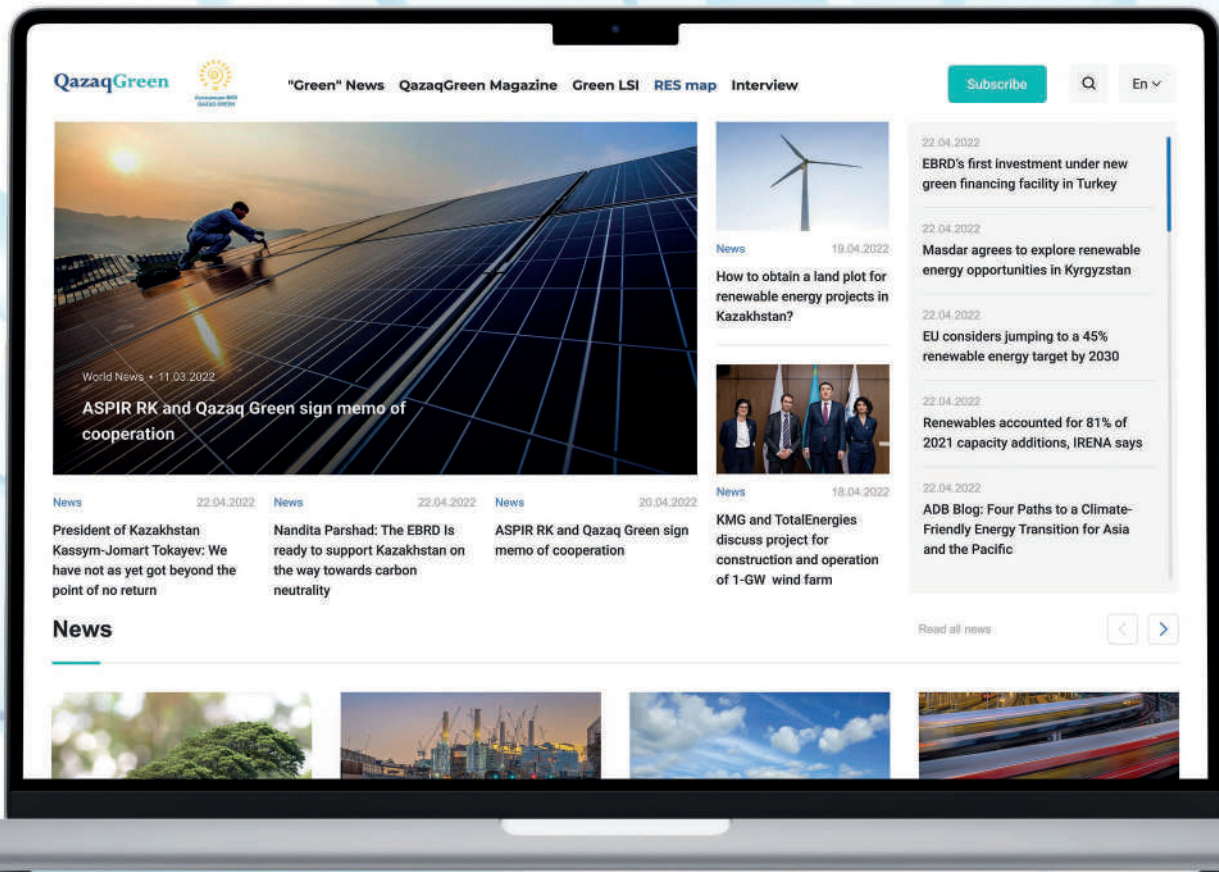 QazaqGreen
QAZAQ GREEN
"Green" News QazaqGreen Magazine Green LSI RES map Interview
Subscribe
En
World News • 11.03.2022
ASPIR RK and Qazaq Green sign memo of
cooperation
News 22.04.2022
President of Kazakhstan
Kassym-Jomart Tokayev: We
have not as yet got beyond the
point of no return
News 22.04.2022
Nandita Parshad: The EBRD Is
ready to support Kazakhstan on
the way towards carbon
neutrality
News 20.04.2022
ASPIR RK and Qazaq Green sign
memo of cooperation
News 19.04.2022
How to obtain a land plot for
renewable energy projects in
Kazakhstan?
News 18.04.2022
KMG and TotalEnergies
discuss project for
construction and operation
of 1-GW wind farm
22.04.2022
EBRD's first investment under new
green financing facility in Turkey
22.04.2022
Masdar agrees to explore renewable
energy opportunities in Kyrgyzstan
22.04.2022
EU considers jumping to a 45%
renewable energy target by 2030
22.04.2022
Renewables accounted for 81% of
2021 capacity additions, IRENA says
22.04.2022
ADB Blog: Four Paths to a Climate-
Friendly Energy Transition for Asia
and the Pacific
News
Read all news